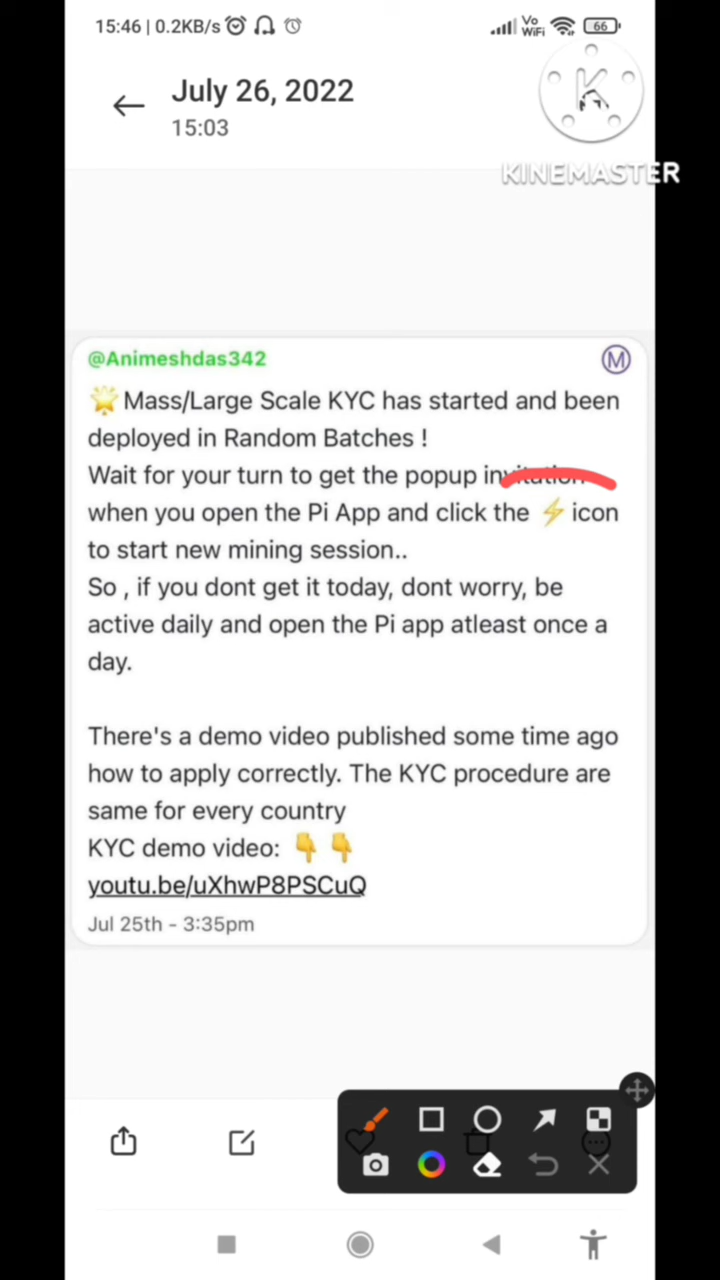 15:46 | 0.2KB/s
Vo
WiFi
66
July 26, 2022
15:03
K
KINEMASTER
@Animeshdas342
M
🌟Mass/Large Scale KYC has started and been
deployed in Random Batches !
Wait for your turn to get the popup invitation
when you open the Pi App and click the ⚡icon
to start new mining session..
So , if you dont get it today, dont worry, be
active daily and open the Pi app atleast once a
day.
There's a demo video published some time ago
how to apply correctly. The KYC procedure are
same for every country
KYC demo video: 👇👇
youtu.be/uXhwP8PSCuQ
Jul 25th - 3:35pm